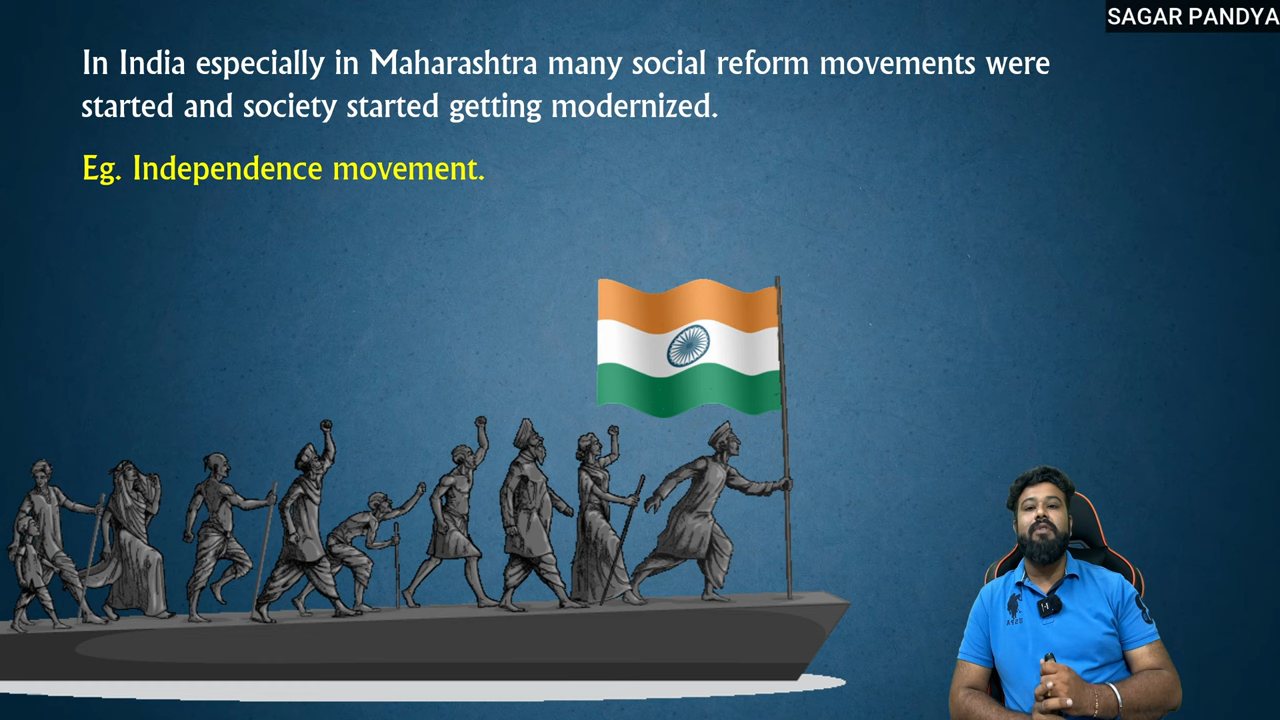 SAGAR PANDYA
In India especially in Maharashtra many social reform movements were
started and society started getting modernized.
Eg. Independence movement.